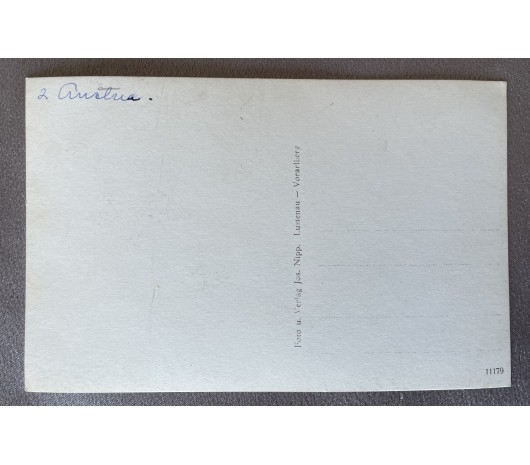 2 Austria.
Foto u. Verlag Jos. Nipp. Lustenau – Vorarlberg
11179